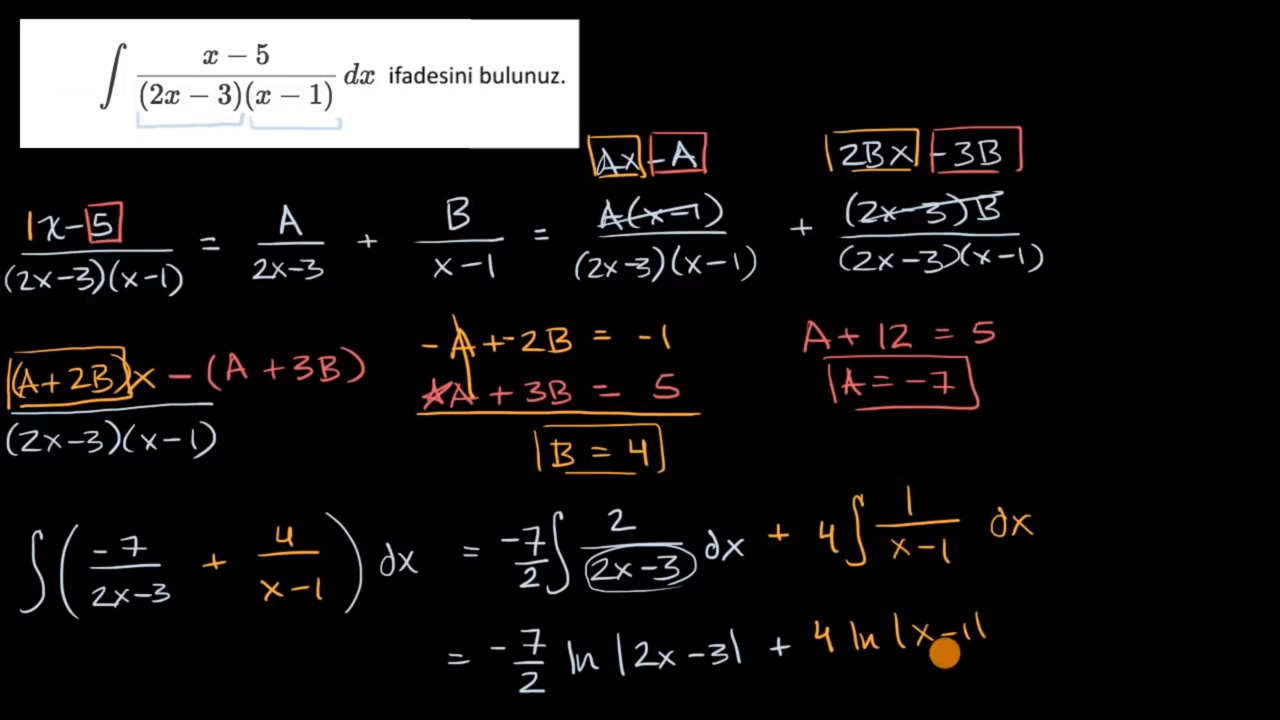 ∫ (x − 5) / ((2x − 3)(x − 1)) dx ifadesini bulunuz.
Ax − A    2Bx − 3B
(1x−5) / ((2x−3)(x−1)) = A / (2x−3) + B / (x−1) = A(x−1) / ((2x−3)(x−1)) + (2x−3)B / ((2x−3)(x−1))
((A+2B)x − (A+3B)) / ((2x−3)(x−1))
−A + −2B = −1
A + 3B = 5
B = 4
A + 12 = 5
A = −7
∫ (−7 / (2x−3) + 4 / (x−1)) dx = −7/2 ∫ 2 / (2x−3) dx + 4 ∫ 1 / (x−1) dx
= −7/2 ln |2x−3| + 4 ln |x−1|